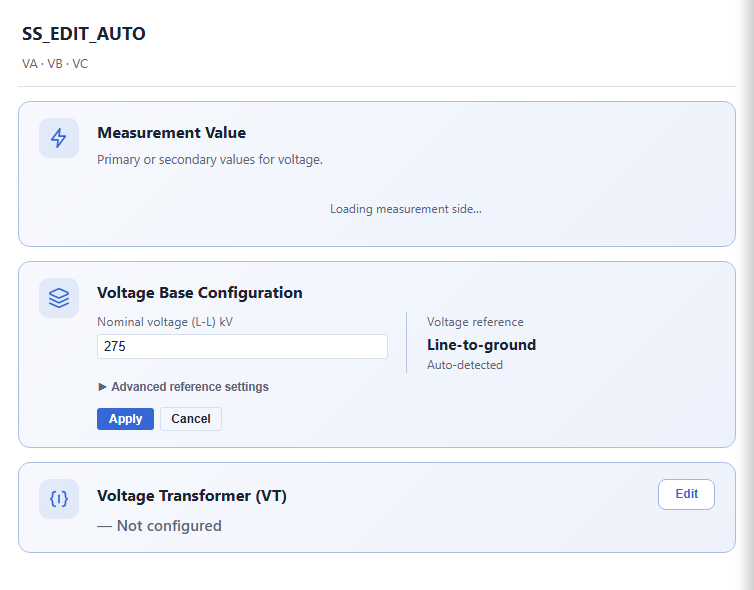 SS_EDIT_AUTO
VA · VB · VC
Measurement Value
Primary or secondary values for voltage.
Loading measurement side...
Voltage Base Configuration
Nominal voltage (L-L) kV
275
Voltage reference
Line-to-ground
Auto-detected
▶ Advanced reference settings
Apply
Cancel
Voltage Transformer (VT)
— Not configured
Edit